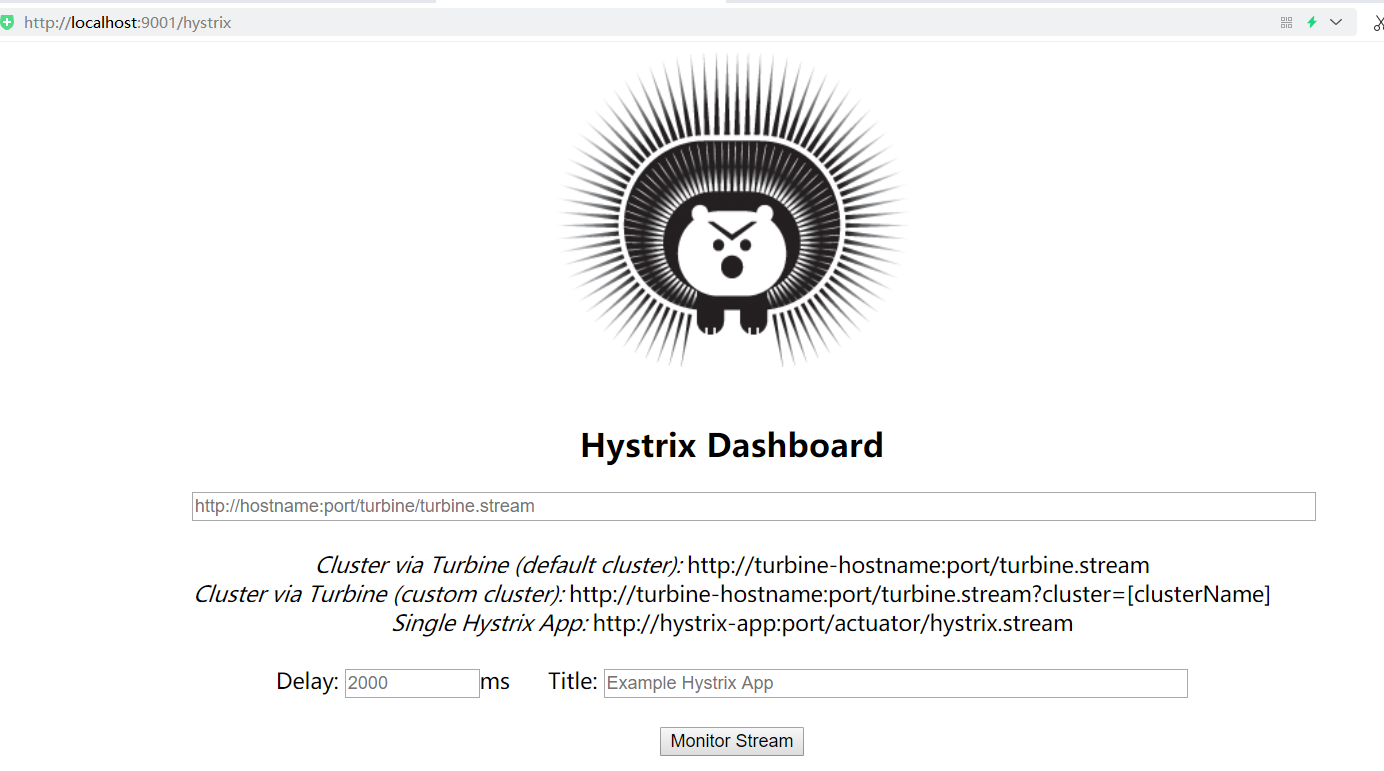 http://localhost:9001/hystrix
Hystrix Dashboard
http://hostname:port/turbine/turbine.stream
Cluster via Turbine (default cluster): http://turbine-hostname:port/turbine.stream
Cluster via Turbine (custom cluster): http://turbine-hostname:port/turbine.stream?cluster=[clusterName]
Single Hystrix App: http://hystrix-app:port/actuator/hystrix.stream
Delay: 2000 ms Title: Example Hystrix App
Monitor Stream